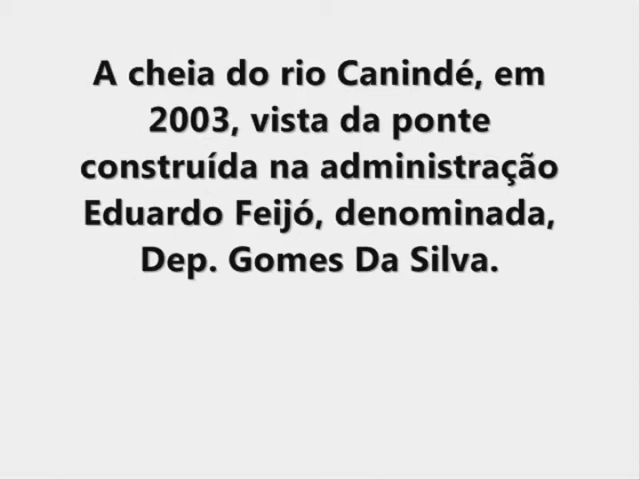 A cheia do rio Canindé, em
2003, vista da ponte
construída na administração
Eduardo Feijó, denominada,
Dep. Gomes Da Silva.